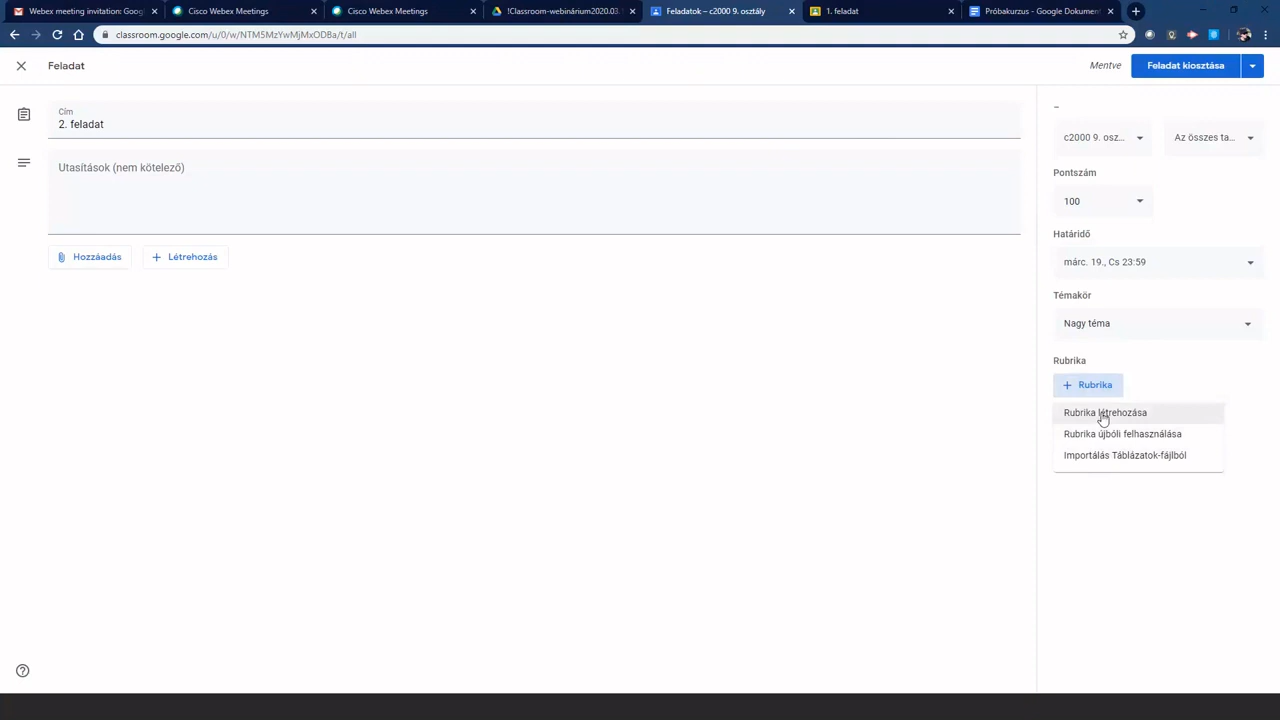 Webex meeting invitation: Goog
Cisco Webex Meetings
Cisco Webex Meetings
!Classroom-webinárium2020.03.
Feladatok – c2000 9. osztály
1. feladat
Próbakurzus - Google Dokument
classroom.google.com/u/0/w/NTM5MzYwMjMxODBa/t/all
Feladat
Mentve
Feladat kiosztása
Cím
2. feladat
Utasítások (nem kötelező)
Hozzáadás
Létrehozás
–
c2000 9. osz...
Az összes ta...
Pontszám
100
Határidő
márc. 19., Cs 23:59
Témakör
Nagy téma
Rubrika
+ Rubrika
Rubrika létrehozása
Rubrika újbóli felhasználása
Importálás Táblázatok-fájlból